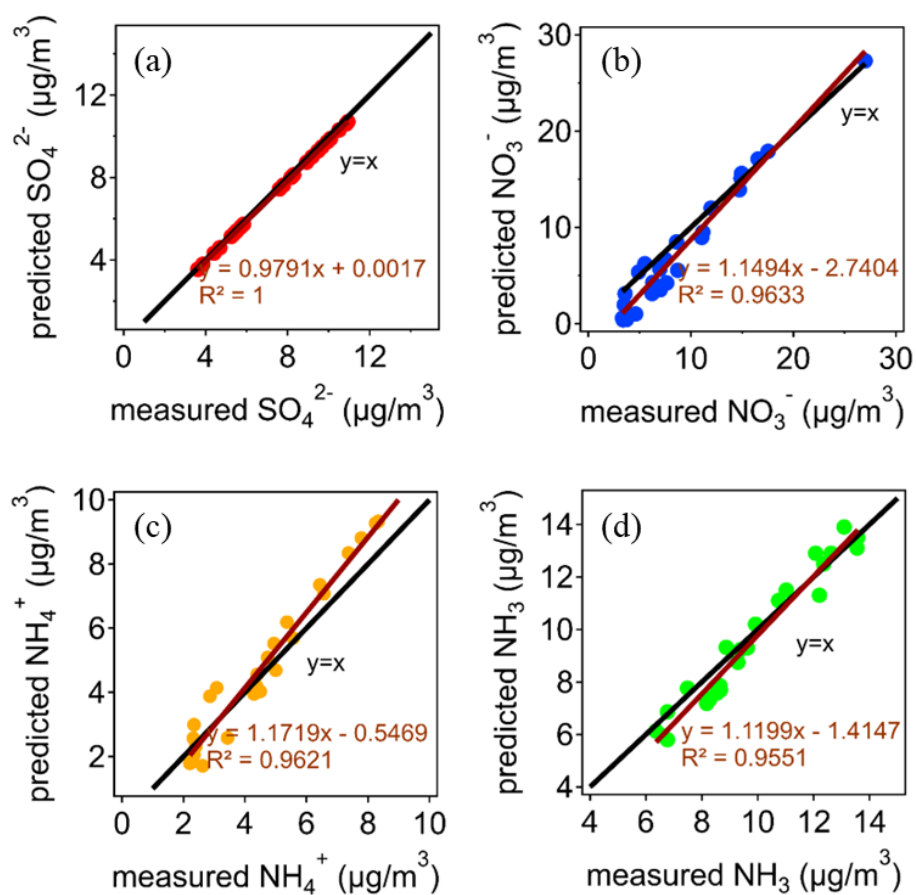 (a)
predicted SO₄²⁻ (µg/m³)
12
8
4
y=x
y = 0.9791x + 0.0017
R² = 1
0 4 8 12
measured SO₄²⁻ (µg/m³)
(b)
predicted NO₃⁻ (µg/m³)
30
20
10
0
y=x
y = 1.1494x - 2.7404
R² = 0.9633
0 10 20 30
measured NO₃⁻ (µg/m³)
(c)
predicted NH₄⁺ (µg/m³)
10
8
6
4
2
y=x
y = 1.1719x - 0.5469
R² = 0.9621
0 2 4 6 8 10
measured NH₄⁺ (µg/m³)
(d)
predicted NH₃ (µg/m³)
14
12
10
8
6
4
y=x
y = 1.1199x - 1.4147
R² = 0.9551
4 6 8 10 12 14
measured NH₃ (µg/m³)